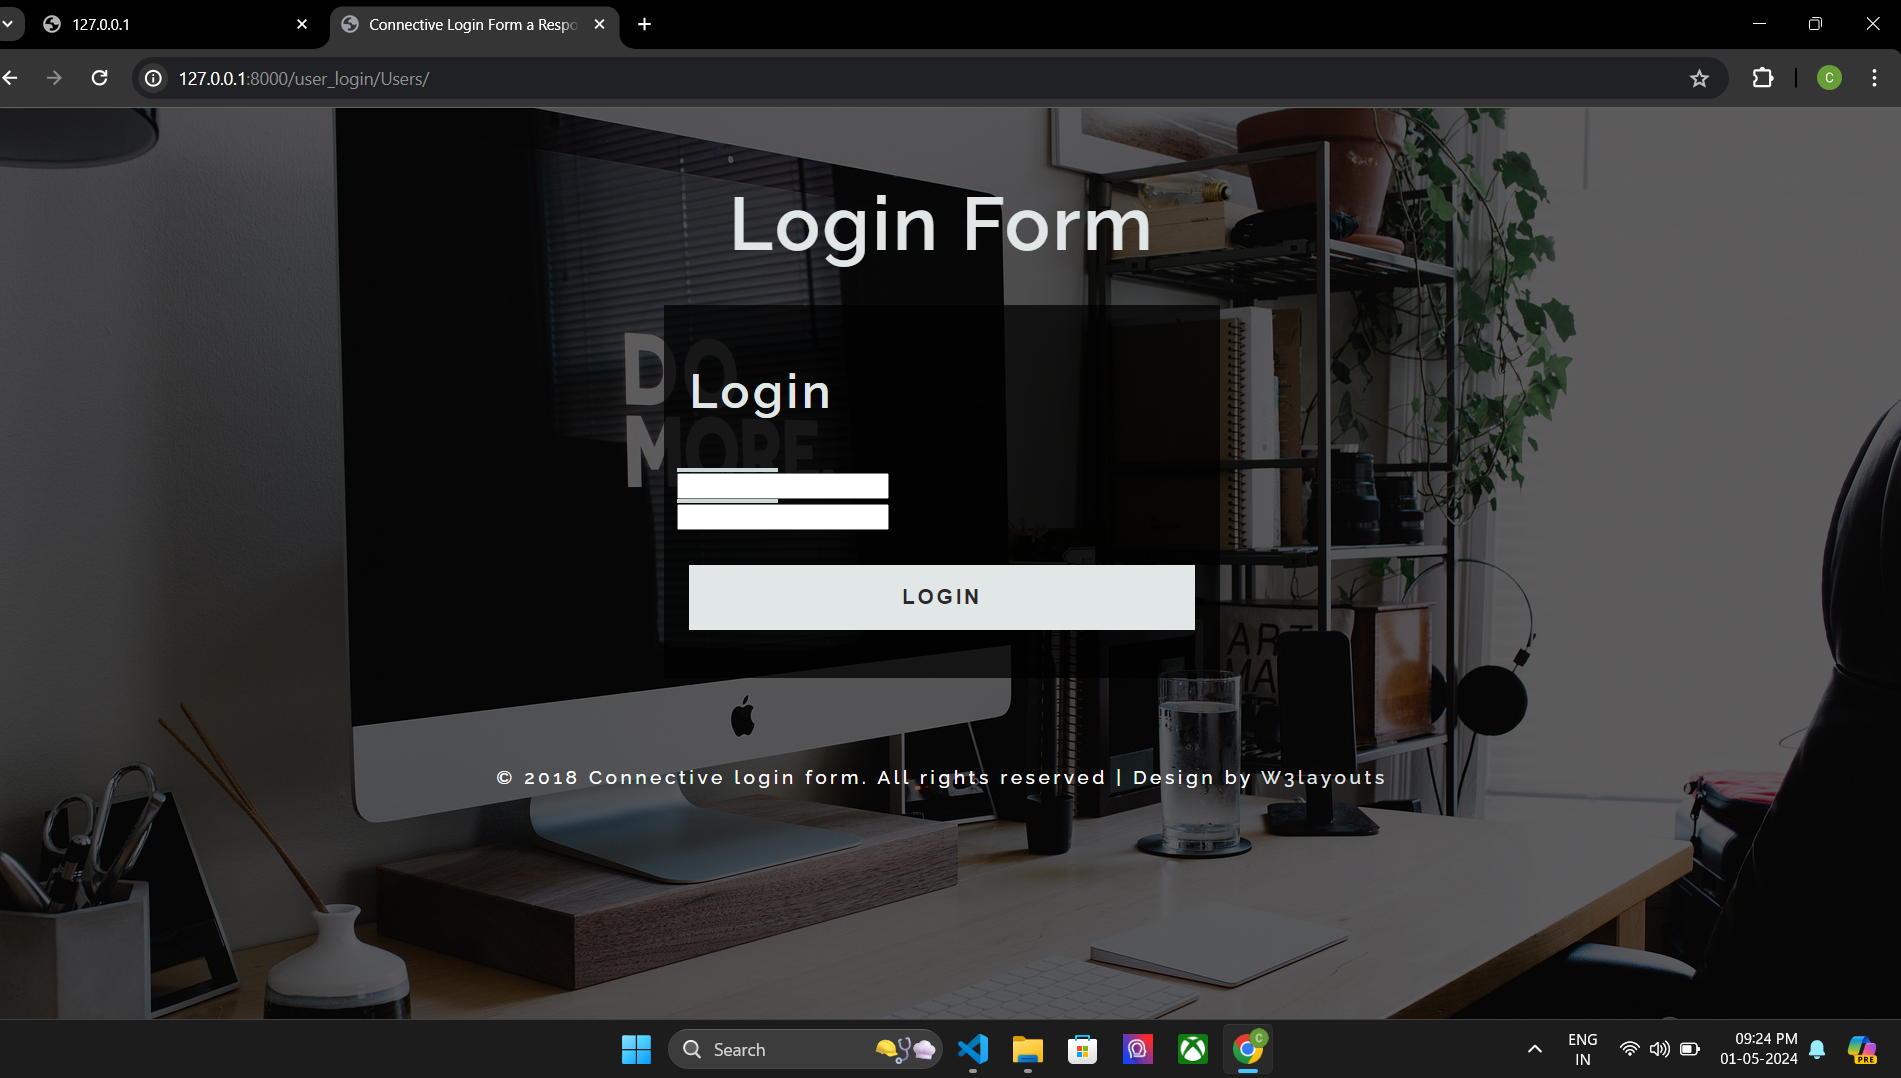 127.0.0.1
Connective Login Form a Respo
127.0.0.1:8000/user_login/Users/
C
Login Form
DO
MORE.
Login
LOGIN
ART
MA
© 2018 Connective login form. All rights reserved | Design by W3layouts
Search
C
ENG
IN
09:24 PM
01-05-2024
PRE